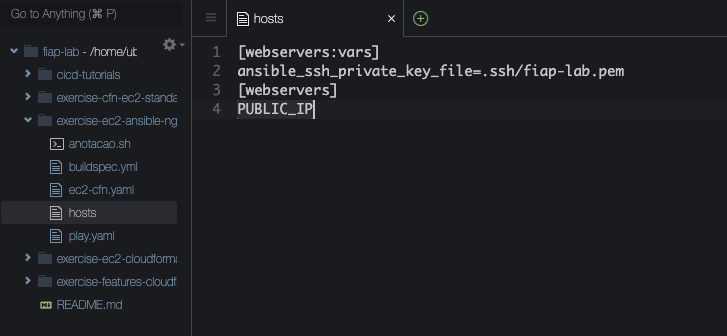 Go to Anything (⌘ P)
hosts
fiap-lab - /home/ub
cicd-tutorials
exercise-cfn-ec2-standa
exercise-ec2-ansible-ng
anotacao.sh
buildspec.yml
ec2-cfn.yaml
hosts
play.yaml
exercise-ec2-cloudforma
exercise-features-cloudf
README.md
1 [webservers:vars]
2 ansible_ssh_private_key_file=.ssh/fiap-lab.pem
3 [webservers]
4 PUBLIC_IP